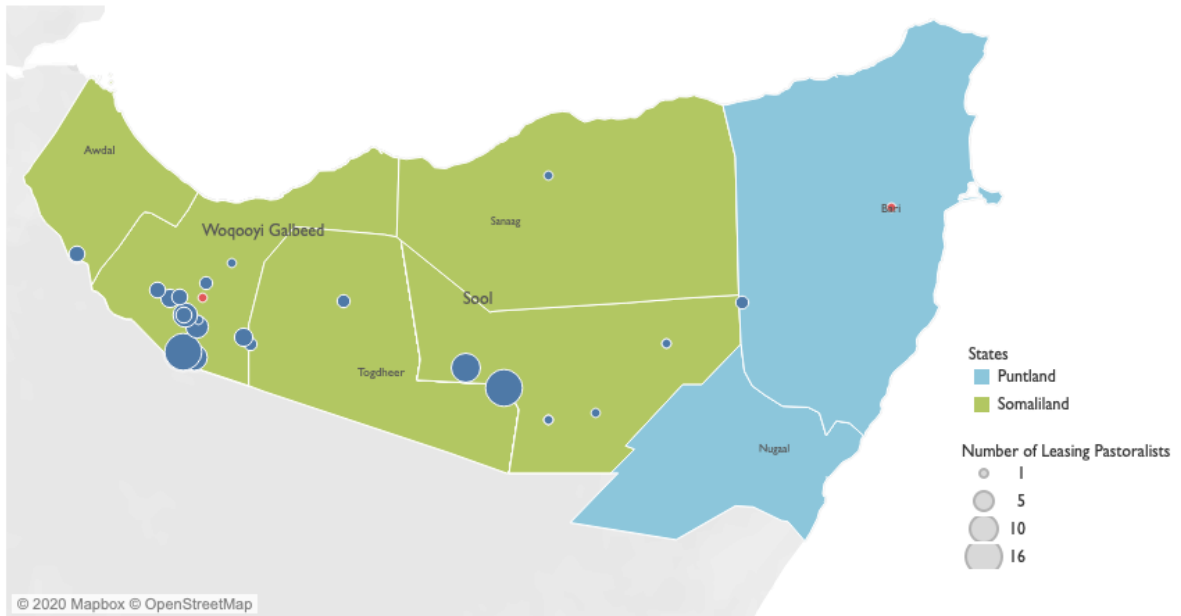 Awdal
Woqooyi Galbeed
Sanaag
Bari
Sool
Togdheer
Nugaal
States
Puntland
Somaliland
Number of Leasing Pastoralists
1
5
10
16
© 2020 Mapbox © OpenStreetMap